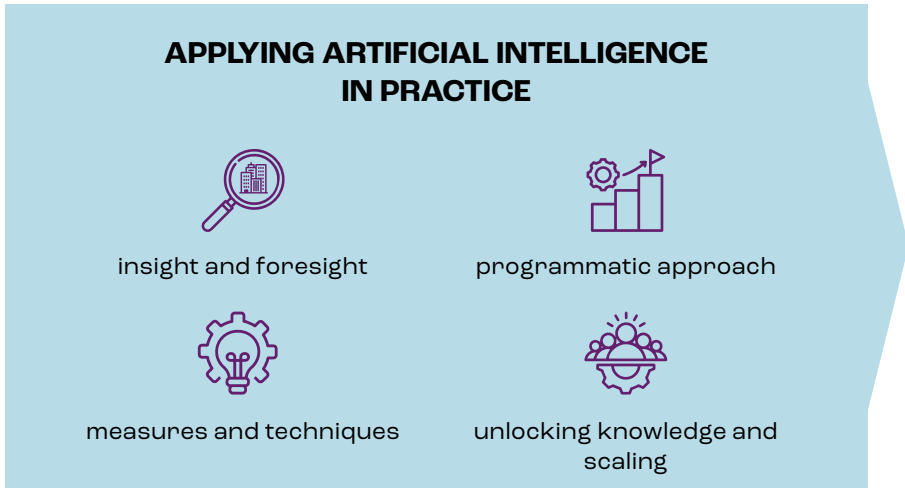 APPLYING ARTIFICIAL INTELLIGENCE
IN PRACTICE
insight and foresight
programmatic approach
measures and techniques
unlocking knowledge and
scaling